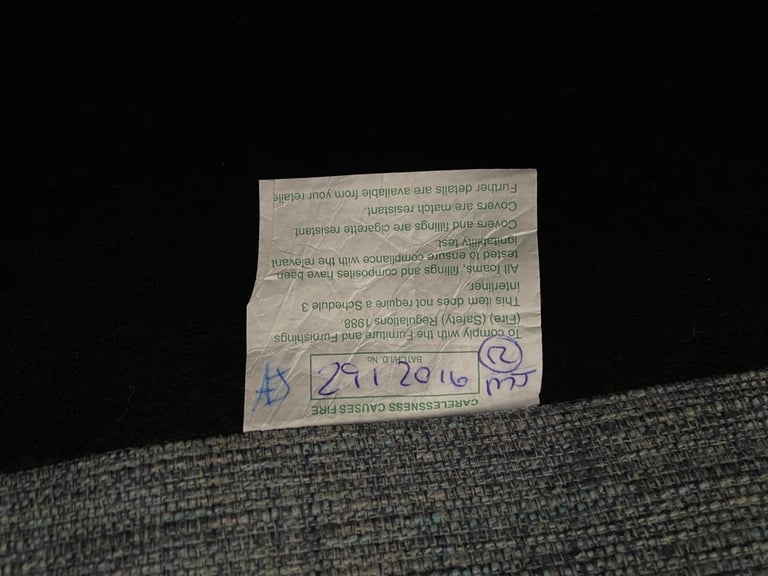 CARELESSNESS CAUSES FIRE
BATCH/I.D. No.
291 2016
12
To comply with the Furniture and Furnishings
(Fire) (Safety) Regulations 1988.
This item does not require a Schedule 3
interliner.
All foams, fillings and composites have been
tested to ensure compliance with the relevant
ignitability test.
Covers and fillings are cigarette resistant.
Covers are match resistant.
Further details are available from your retaile